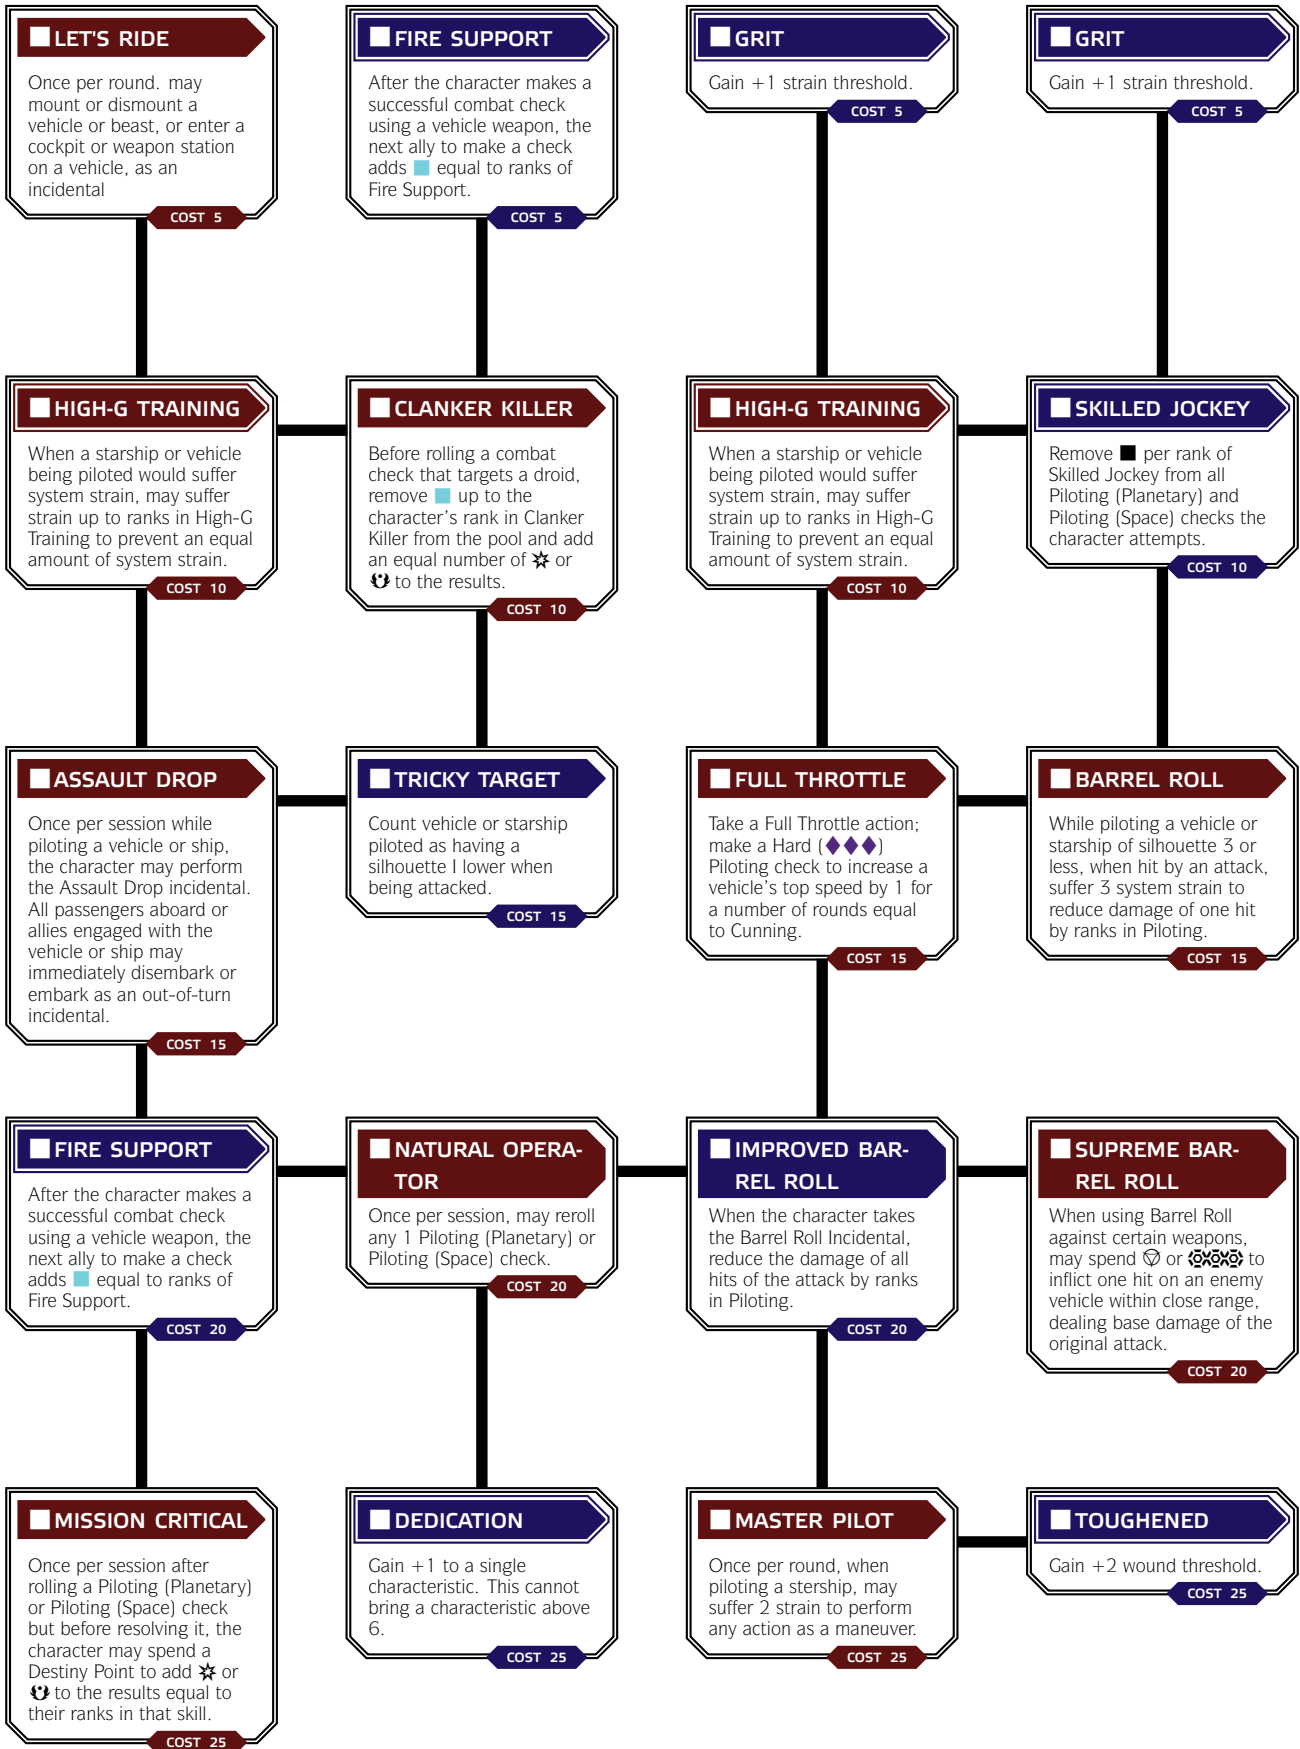 LET'S RIDE
Once per round. may
mount or dismount a
vehicle or beast, or enter a
cockpit or weapon station
on a vehicle, as an
incidental
COST 5
FIRE SUPPORT
After the character makes a
successful combat check
using a vehicle weapon, the
next ally to make a check
adds equal to ranks of
Fire Support.
COST 5
GRIT
Gain +1 strain threshold.
COST 5
GRIT
Gain +1 strain threshold.
COST 5
HIGH-G TRAINING
When a starship or vehicle
being piloted would suffer
system strain, may suffer
strain up to ranks in High-G
Training to prevent an equal
amount of system strain.
COST 10
CLANKER KILLER
Before rolling a combat
check that targets a droid,
remove up to the
character's rank in Clanker
Killer from the pool and add
an equal number of or
to the results.
COST 10
HIGH-G TRAINING
When a starship or vehicle
being piloted would suffer
system strain, may suffer
strain up to ranks in High-G
Training to prevent an equal
amount of system strain.
COST 10
SKILLED JOCKEY
Remove per rank of
Skilled Jockey from all
Piloting (Planetary) and
Piloting (Space) checks the
character attempts.
COST 10
ASSAULT DROP
Once per session while
piloting a vehicle or ship,
the character may perform
the Assault Drop incidental.
All passengers aboard or
allies engaged with the
vehicle or ship may
immediately disembark or
embark as an out-of-turn
incidental.
COST 15
TRICKY TARGET
Count vehicle or starship
piloted as having a
silhouette I lower when
being attacked.
COST 15
FULL THROTTLE
Take a Full Throttle action;
make a Hard (♦♦♦)
Piloting check to increase a
vehicle's top speed by 1 for
a number of rounds equal
to Cunning.
COST 15
BARREL ROLL
While piloting a vehicle or
starship of silhouette 3 or
less, when hit by an attack,
suffer 3 system strain to
reduce damage of one hit
by ranks in Piloting.
COST 15
FIRE SUPPORT
After the character makes a
successful combat check
using a vehicle weapon, the
next ally to make a check
adds equal to ranks of
Fire Support.
COST 20
NATURAL OPERA-
TOR
Once per session, may reroll
any 1 Piloting (Planetary) or
Piloting (Space) check.
COST 20
IMPROVED BAR-
REL ROLL
When the character takes
the Barrel Roll Incidental,
reduce the damage of all
hits of the attack by ranks
in Piloting.
COST 20
SUPREME BAR-
REL ROLL
When using Barrel Roll
against certain weapons,
may spend or to
inflict one hit on an enemy
vehicle within close range,
dealing base damage of the
original attack.
COST 20
MISSION CRITICAL
Once per session after
rolling a Piloting (Planetary)
or Piloting (Space) check
but before resolving it, the
character may spend a
Destiny Point to add or
to the results equal to
their ranks in that skill.
COST 25
DEDICATION
Gain +1 to a single
characteristic. This cannot
bring a characteristic above
6.
COST 25
MASTER PILOT
Once per round, when
piloting a stership, may
suffer 2 strain to perform
any action as a maneuver.
COST 25
TOUGHENED
Gain +2 wound threshold.
COST 25